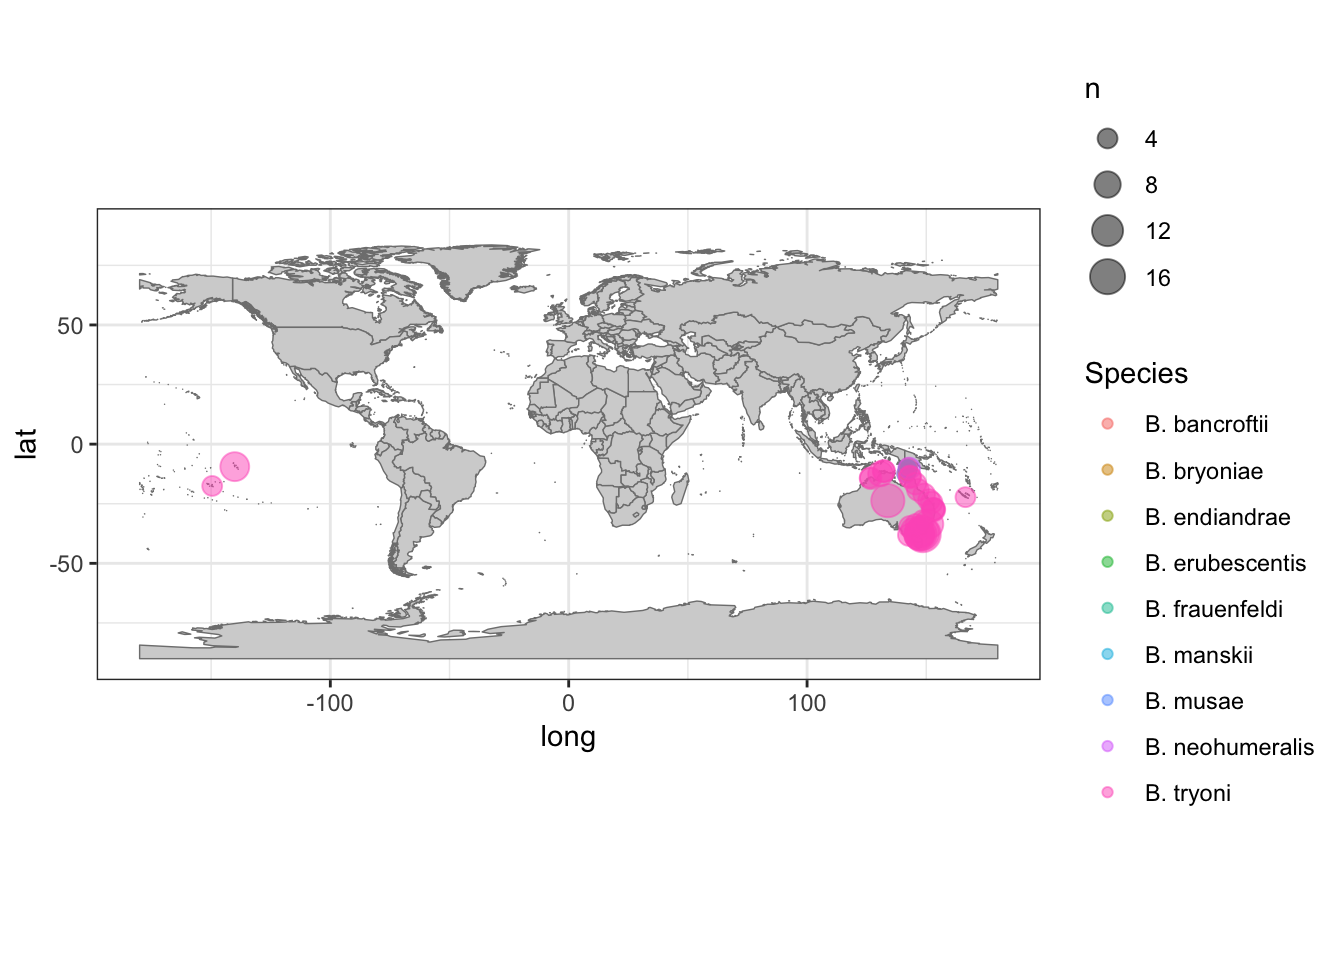 n
4
8
12
16
Species
B. bancroftii
B. bryoniae
B. endiandrae
B. erubescentis
B. frauenfeldi
B. manskii
B. musae
B. neohumeralis
B. tryoni
lat
50
0
-50
-100
0
100
long